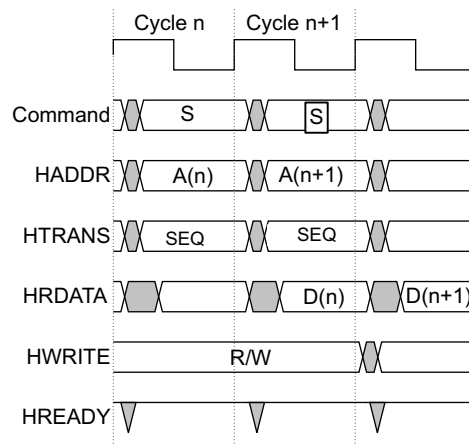 Cycle n Cycle n+1
Command S S
HADDR A(n) A(n+1)
HTRANS SEQ SEQ
HRDATA D(n) D(n+1)
HWRITE R/W
HREADY